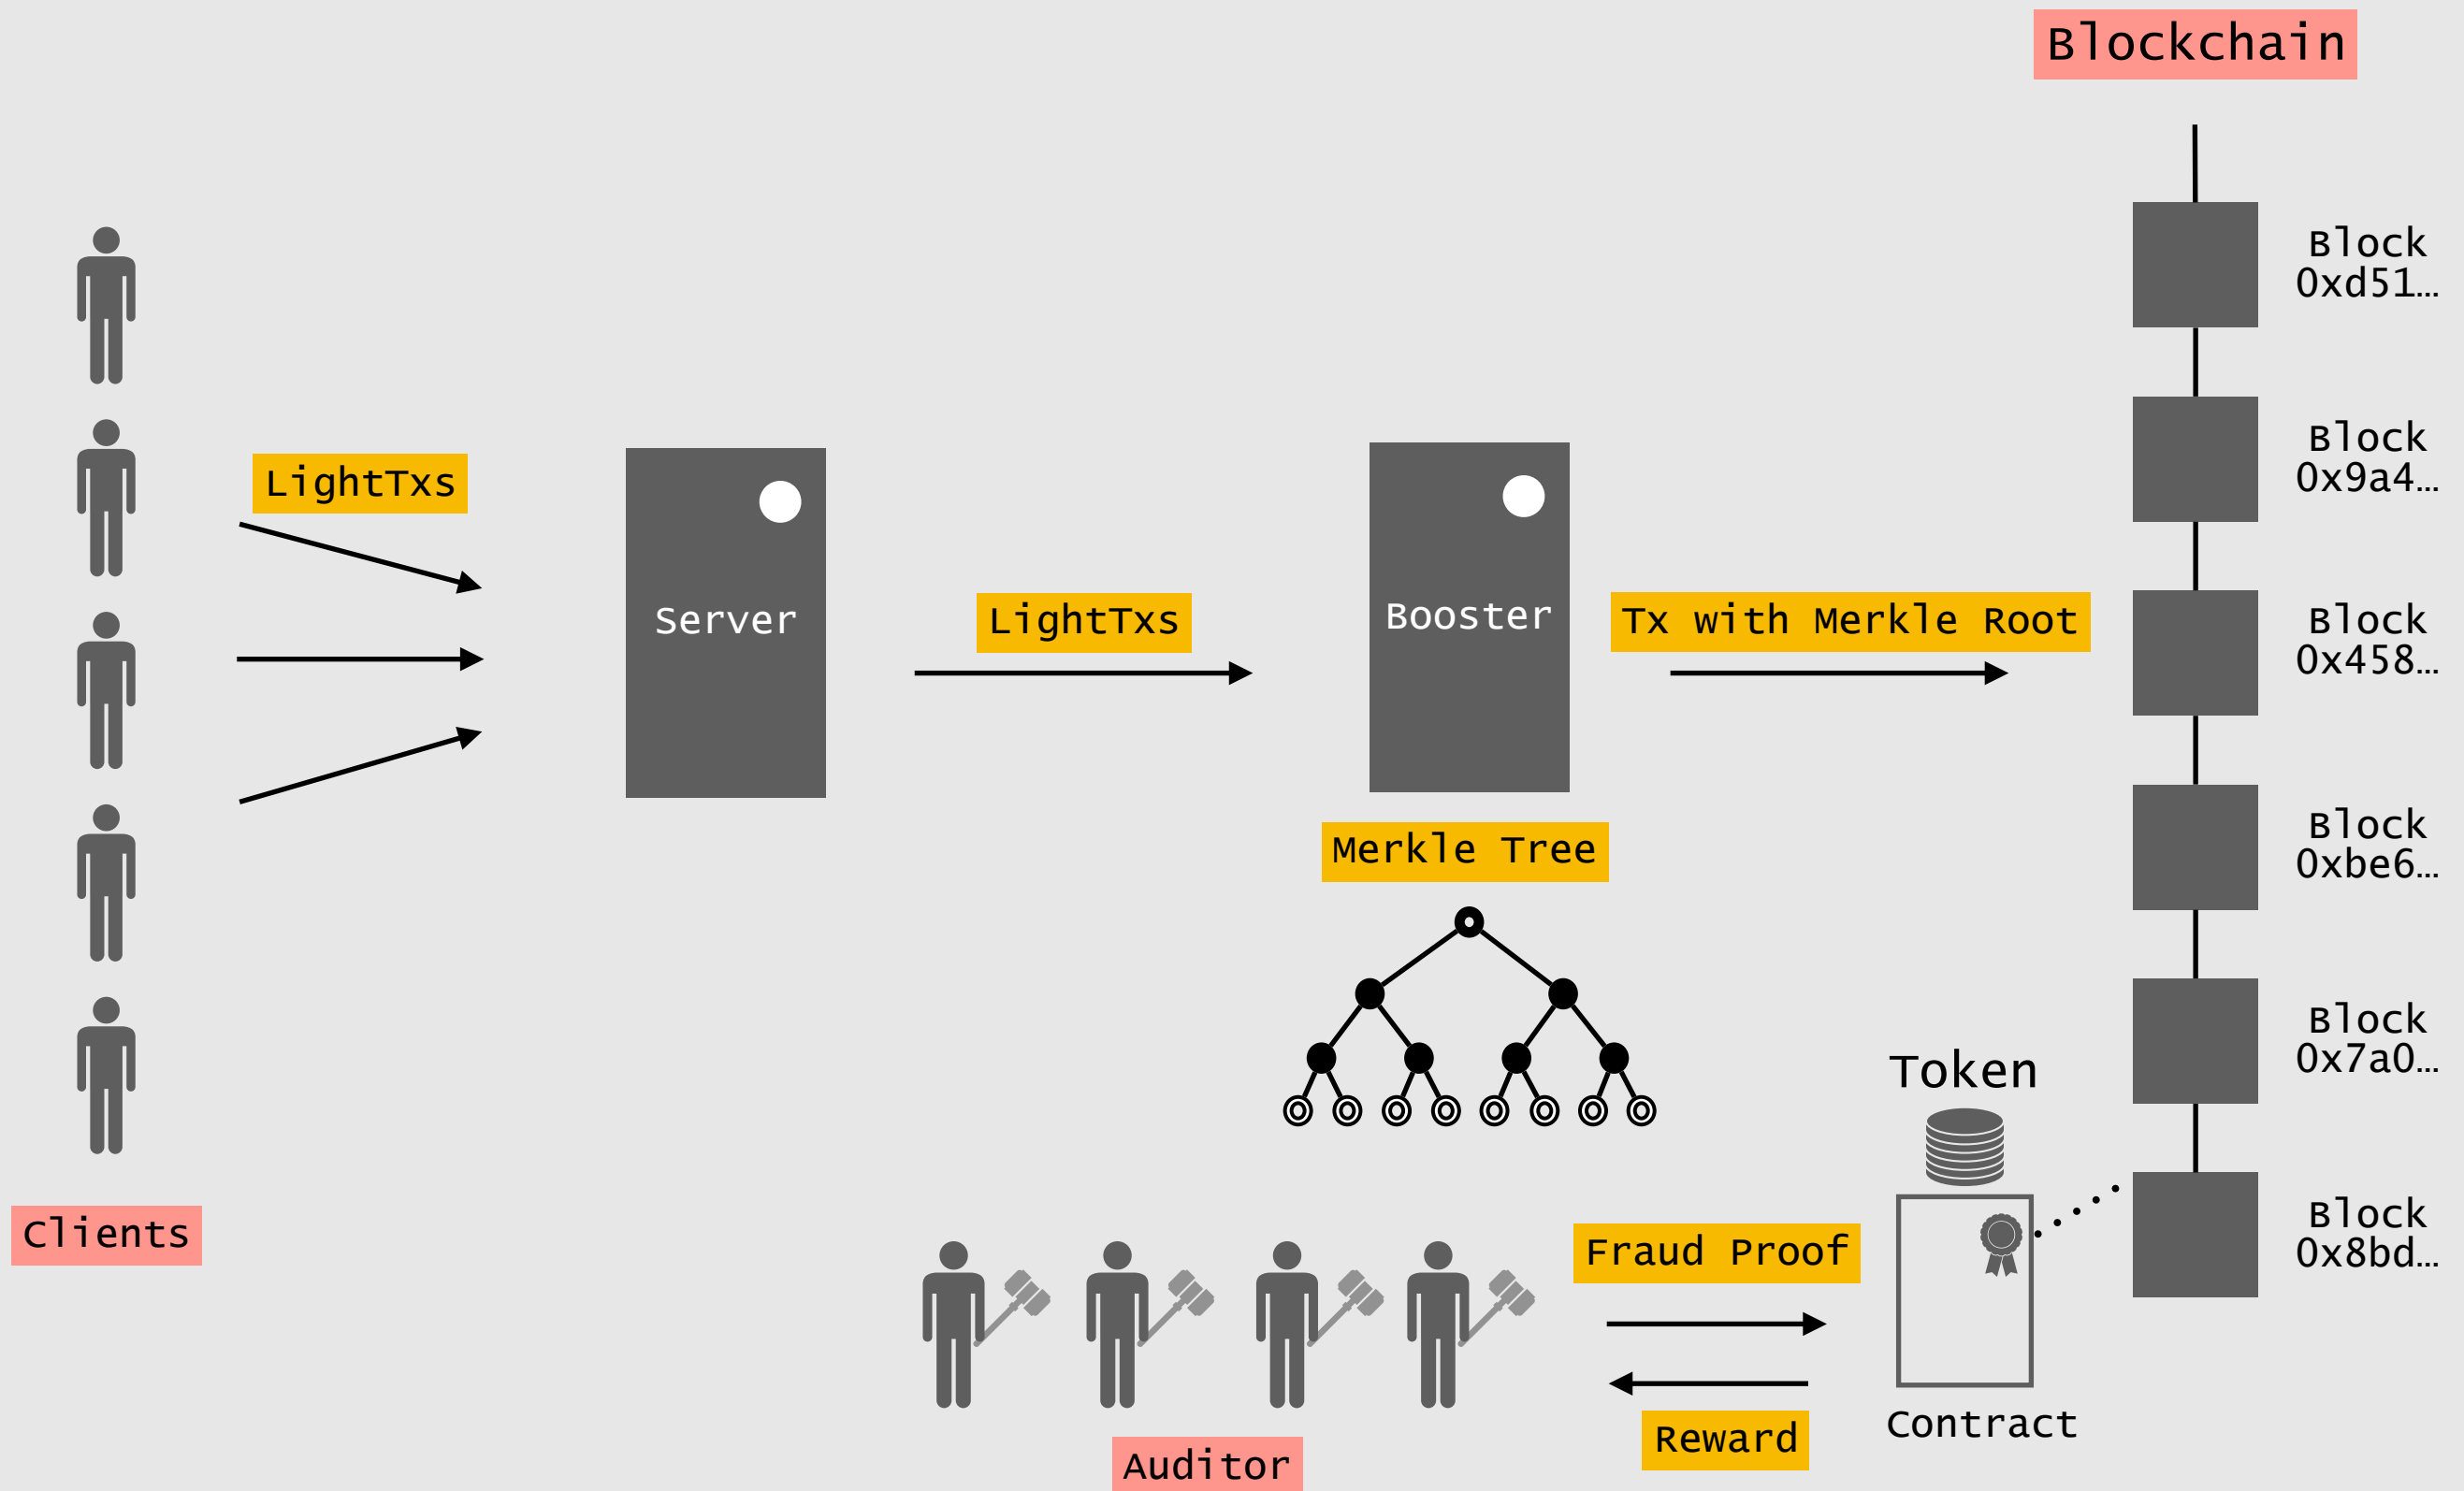 Blockchain
Block
0xd51…
Block
0x9a4…
LightTxs
Server
LightTxs
Booster
Tx with Merkle Root
Block
0x458…
Merkle Tree
Block
0xbe6…
Block
0x7a0…
Token
Clients
Fraud Proof
Block
0x8bd…
Reward
Contract
Auditor